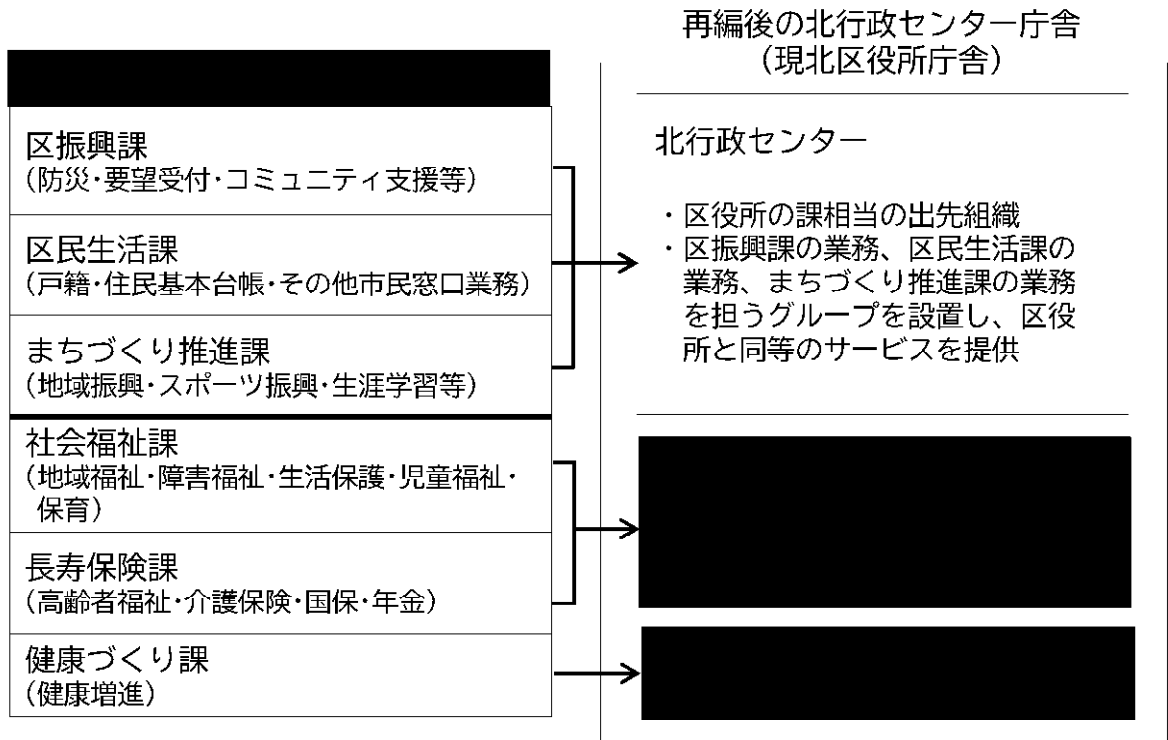 再編後の北行政センター庁舎
（現北区役所庁舎）
区振興課
（防災・要望受付・コミュニティ支援等）
区民生活課
（戸籍・住民基本台帳・その他市民窓口業務）
まちづくり推進課
（地域振興・スポーツ振興・生涯学習等）
社会福祉課
（地域福祉・障害福祉・生活保護・児童福祉・
保育）
長寿保険課
（高齢者福祉・介護保険・国保・年金）
健康づくり課
（健康増進）
北行政センター
・区役所の課相当の出先組織
・区振興課の業務、区民生活課の
業務、まちづくり推進課の業務
を担うグループを設置し、区役
所と同等のサービスを提供